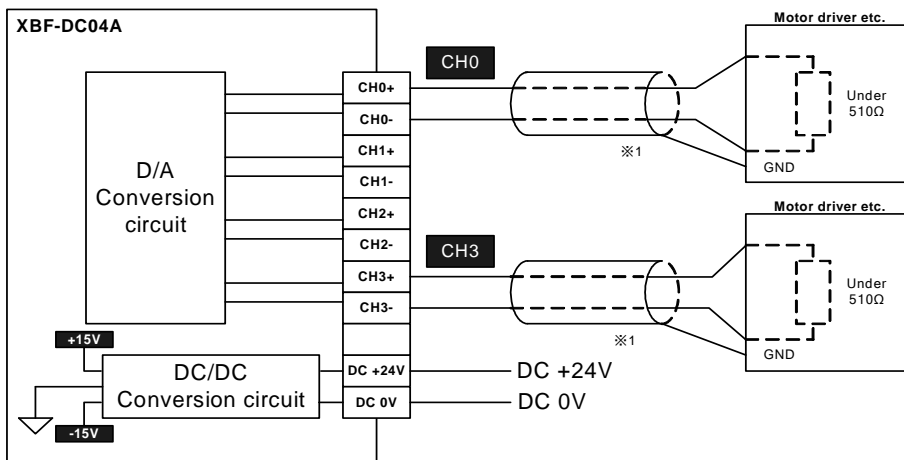 XBF-DC04A
D/A
Conversion
circuit
+15V
DC/DC
Conversion circuit
-15V
CH0+
CH0-
CH1+
CH1-
CH2+
CH2-
CH3+
CH3-
DC +24V
DC 0V
CH0
※1
Motor driver etc.
Under
510Ω
GND
CH3
※1
Motor driver etc.
Under
510Ω
GND
DC +24V
DC 0V